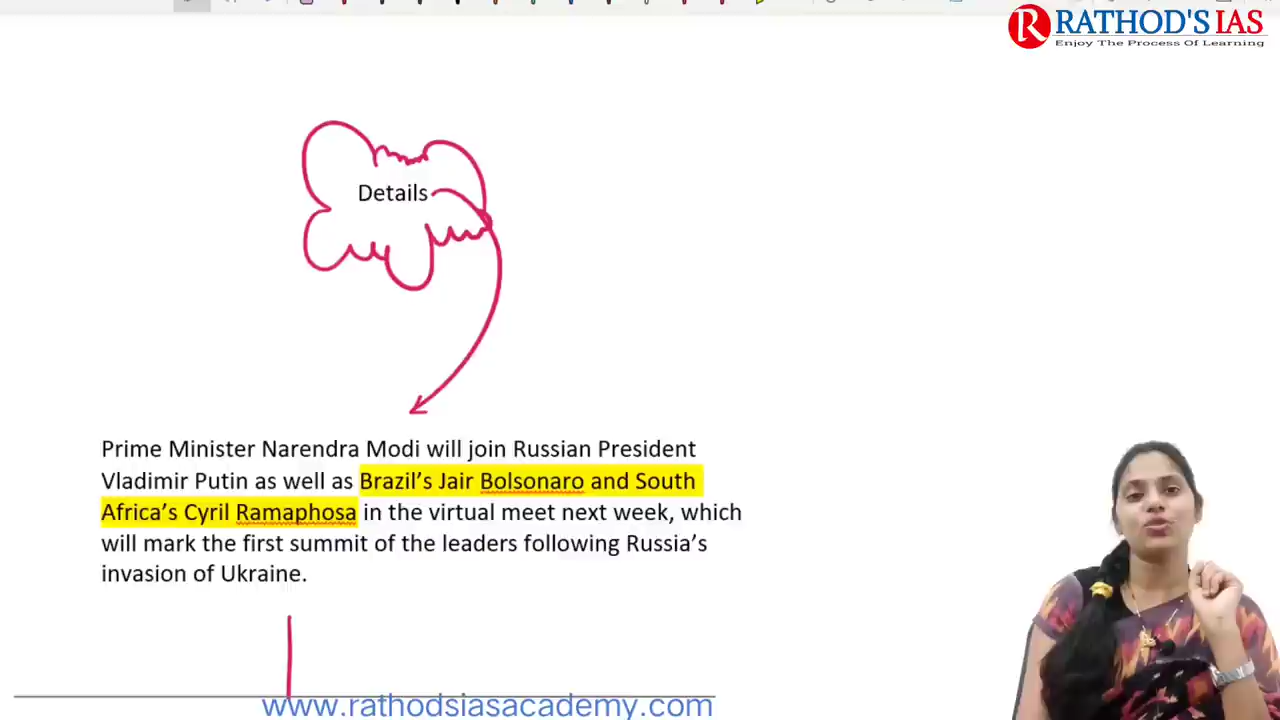 RATHOD'S IAS
Enjoy The Process Of Learning
Details
Prime Minister Narendra Modi will join Russian President
Vladimir Putin as well as Brazil’s Jair Bolsonaro and South
Africa’s Cyril Ramaphosa in the virtual meet next week, which
will mark the first summit of the leaders following Russia’s
invasion of Ukraine.
www.rathodsiasacademy.com